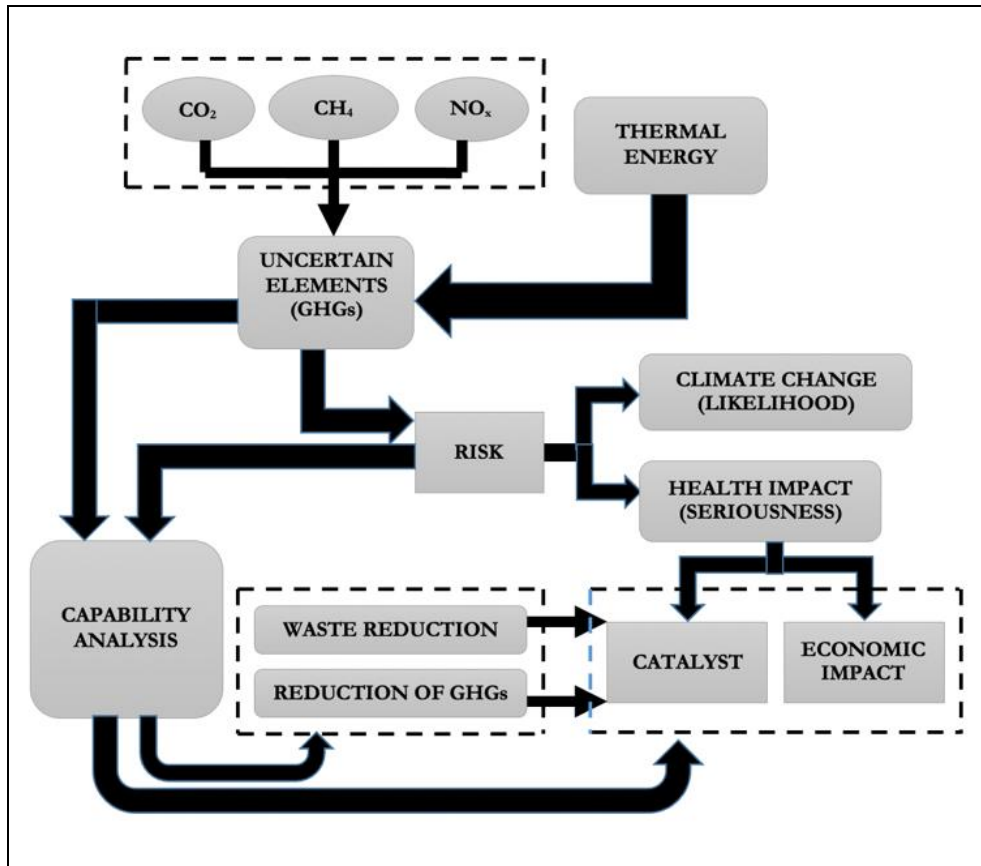 CO₂
CH₄
NOₓ
THERMAL
ENERGY
UNCERTAIN
ELEMENTS
(GHGs)
CLIMATE CHANGE
(LIKELIHOOD)
RISK
HEALTH IMPACT
(SERIOUSNESS)
CAPABILITY
ANALYSIS
WASTE REDUCTION
REDUCTION OF GHGs
CATALYST
ECONOMIC
IMPACT